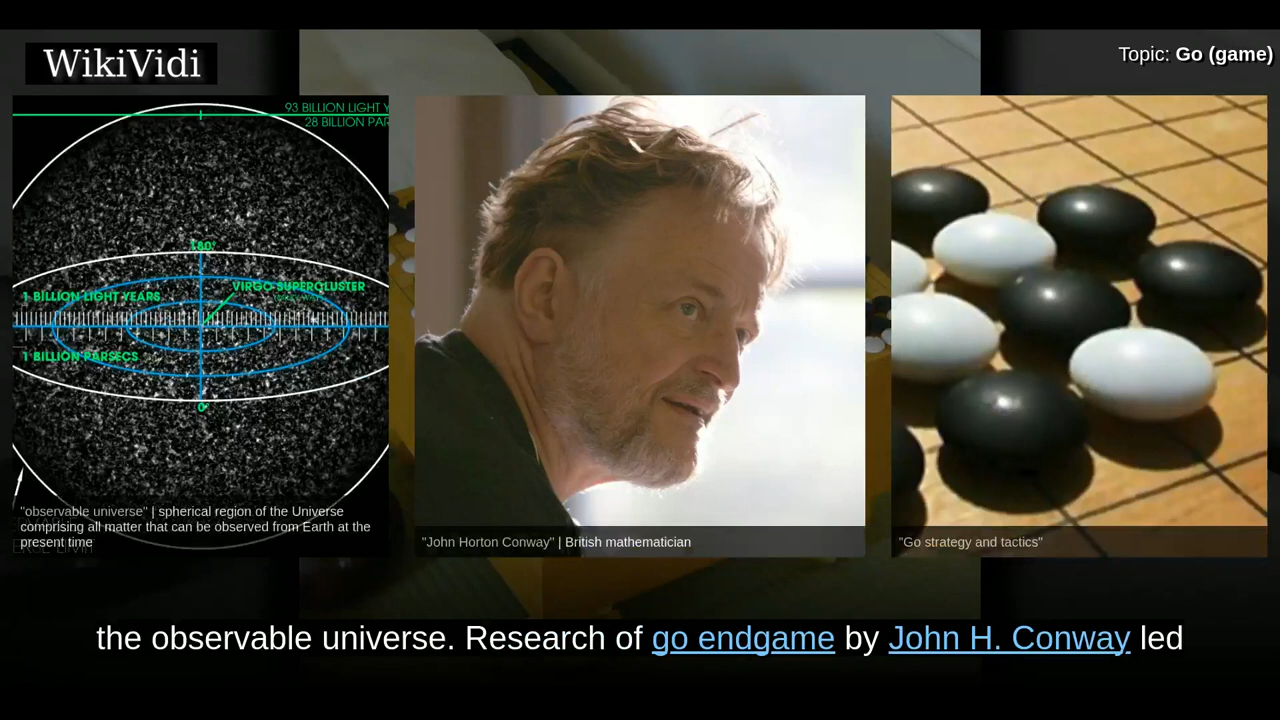 WikiVidi
Topic: Go (game)
93 BILLION LIGHT Y
28 BILLION PAR
180°
1 BILLION LIGHT YEARS
VIRGO SUPERCLUSTER
1 BILLION PARSECS
0°
"observable universe" | spherical region of the Universe
comprising all matter that can be observed from Earth at the
present time
"John Horton Conway" | British mathematician
"Go strategy and tactics"
the observable universe. Research of go endgame by John H. Conway led